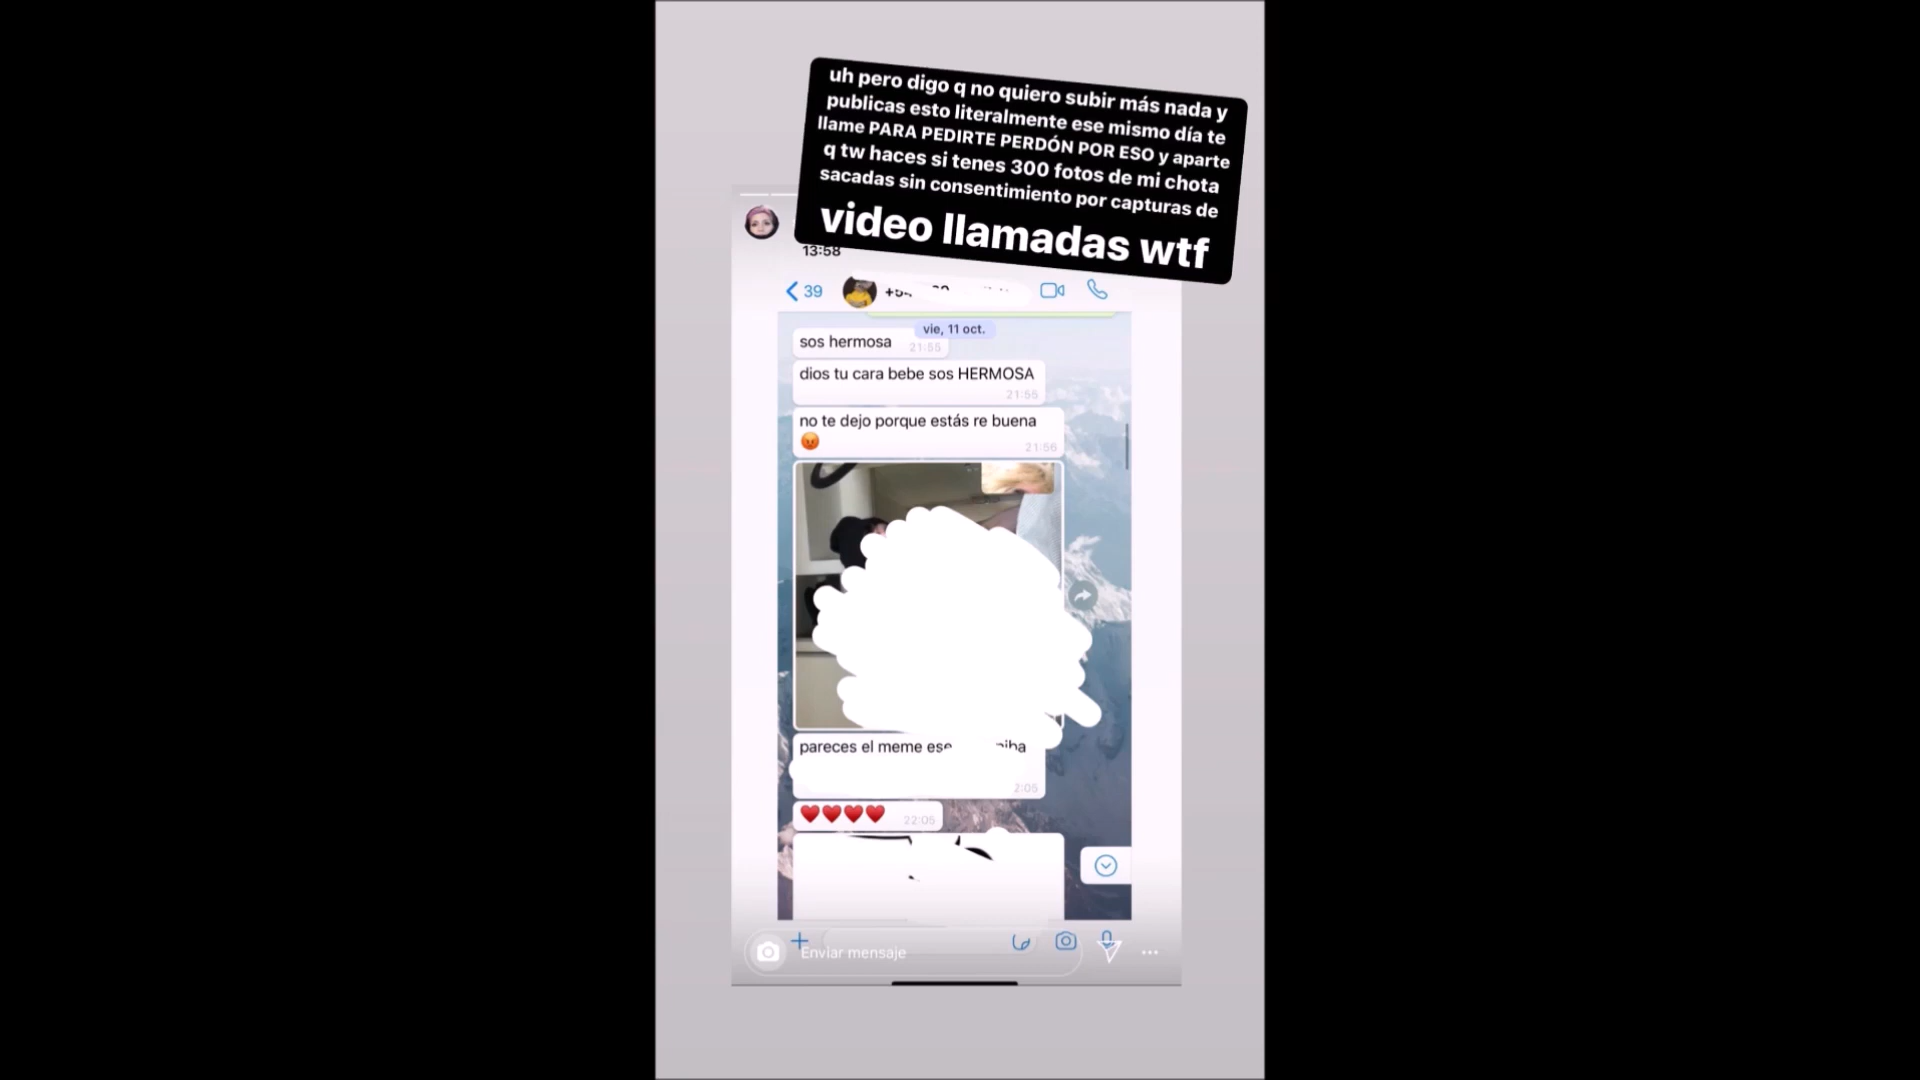 uh pero digo q no quiero subir más nada y
publicas esto literalmente ese mismo día te
llame PARA PEDIRTE PERDÓN POR ESO y aparte
q tw haces si tenes 300 fotos de mi chota
sacadas sin consentimiento por capturas de
video llamadas wtf
13:58
39
vie, 11 oct.
sos hermosa 21:55
dios tu cara bebe sos HERMOSA
21:55
no te dejo porque estás re buena
😡 21:56
pareces el meme ese
♥️♥️♥️♥️ 22:05
Enviar mensaje